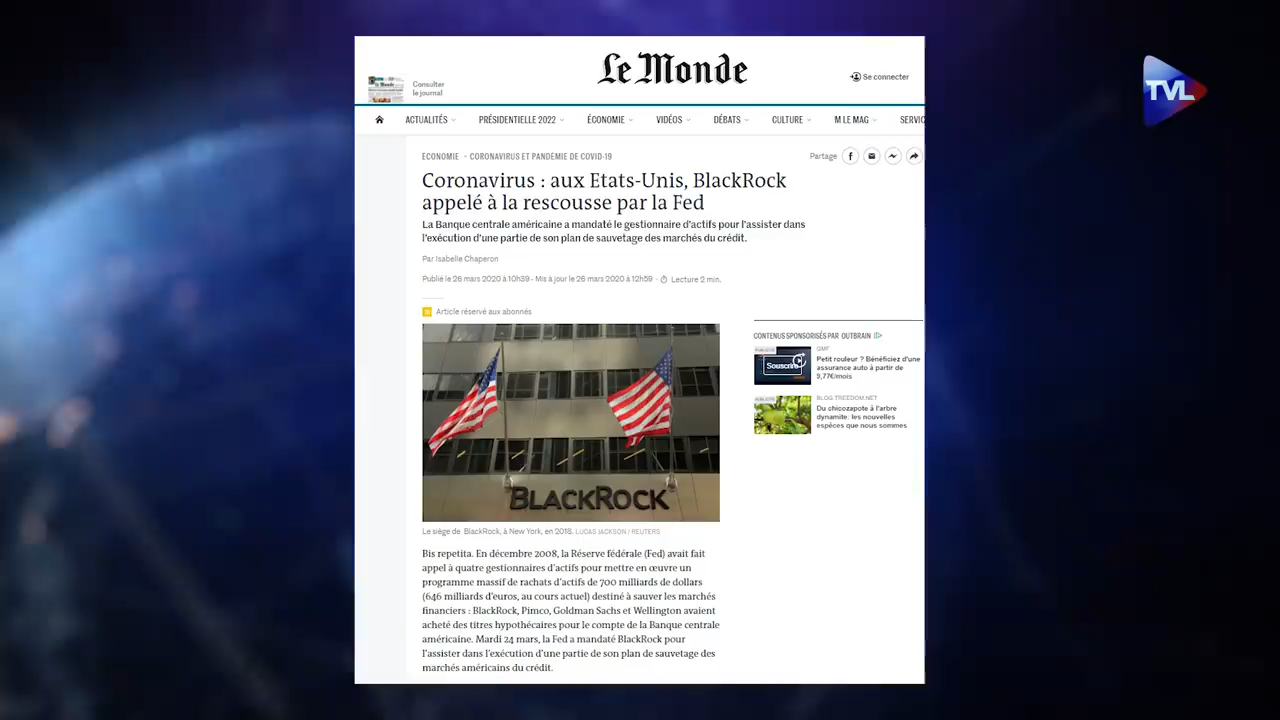 Le Monde
TVL
Consulter
le journal
Se connecter
ACTUALITÉS
PRÉSIDENTIELLE 2022
ÉCONOMIE
VIDÉOS
DÉBATS
CULTURE
M LE MAG
SERVIC
ECONOMIE - CORONAVIRUS ET PANDÉMIE DE COVID-19
Partage
Coronavirus : aux Etats-Unis, BlackRock
appelé à la rescousse par la Fed
La Banque centrale américaine a mandaté le gestionnaire d'actifs pour l'assister dans
l'exécution d'une partie de son plan de sauvetage des marchés du crédit.
Par Isabelle Chaperon
Publié le 26 mars 2020 à 10h39 - Mis à jour le 26 mars 2020 à 12h59 - Lecture 2 min.
Article réservé aux abonnés
BLACKROCK
Le siège de BlackRock, à New York, en 2018. LUCAS JACKSON / REUTERS
Bis repetita. En décembre 2008, la Réserve fédérale (Fed) avait fait
appel à quatre gestionnaires d'actifs pour mettre en œuvre un
programme massif de rachats d'actifs de 700 milliards de dollars
(646 milliards d'euros, au cours actuel) destiné à sauver les marchés
financiers : BlackRock, Pimco, Goldman Sachs et Wellington avaient
acheté des titres hypothécaires pour le compte de la Banque centrale
américaine. Mardi 24 mars, la Fed a mandaté BlackRock pour
l'assister dans l'exécution d'une partie de son plan de sauvetage des
marchés américains du crédit.
CONTENUS SPONSORISÉS PAR OUTBRAIN
Souscrire
GMF
Petit rouleur ? Bénéficiez d'une
assurance auto à partir de
9,77€/mois
BLOG.TREEDOM.NET
Du chicozapote à l'arbre
dynamite: les nouvelles
espèces que nous sommes